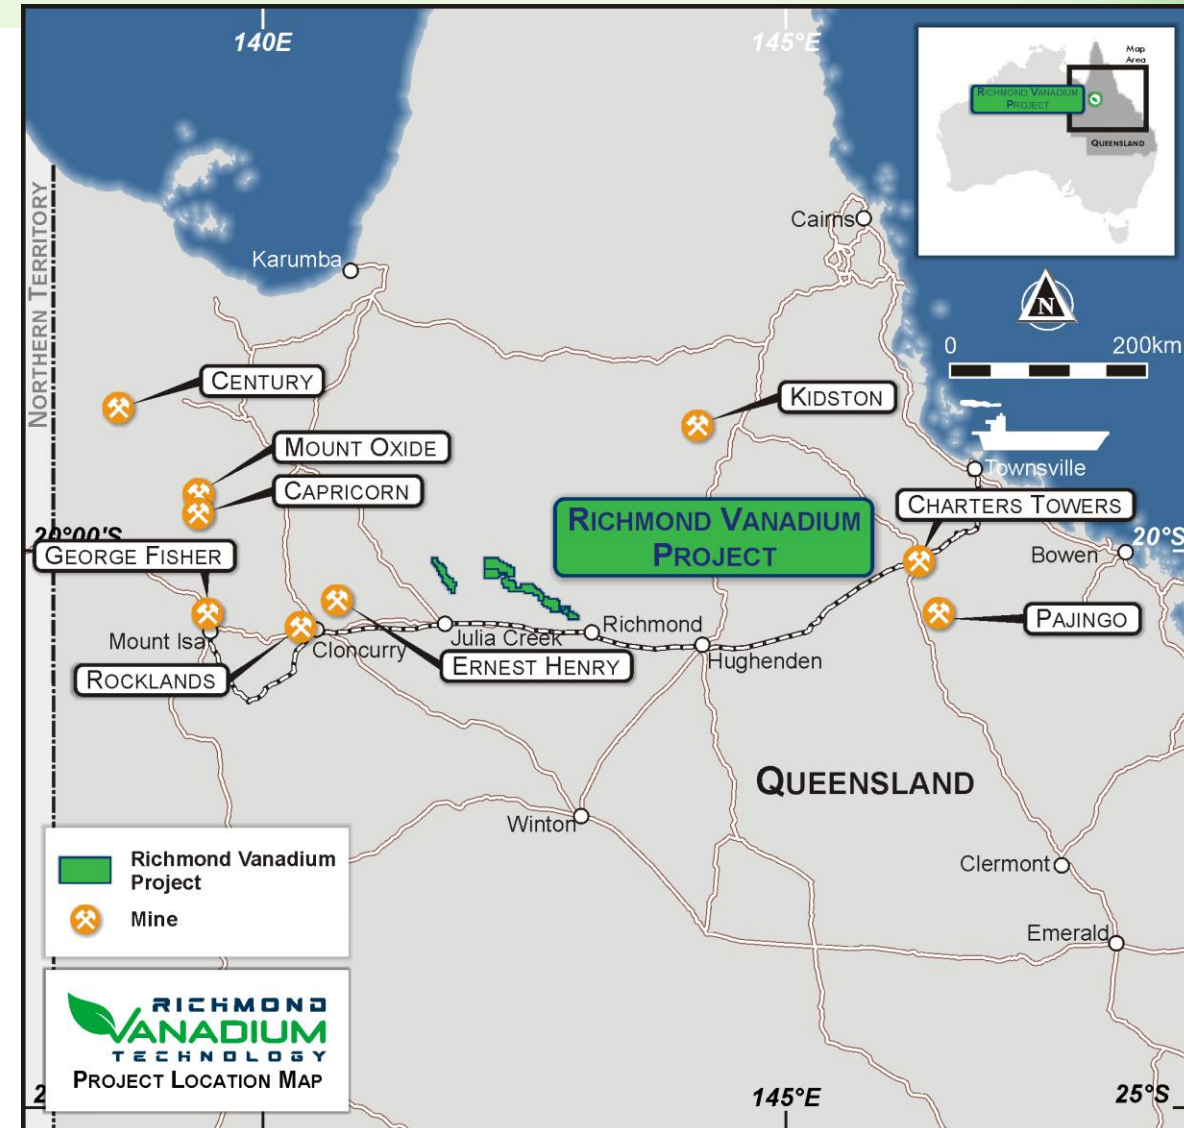 140E
145°E
Map
Area
RICHMOND VANADIUM
PROJECT
QUEENSLAND
NORTHERN TERRITORY
Cairns
Karumba
N
0 200km
CENTURY
KIDSTON
MOUNT OXIDE
CAPRICORN
Townsville
CHARTERS TOWERS
RICHMOND VANADIUM
PROJECT
20°00'S
20°S
GEORGE FISHER
Bowen
PAJINGO
Mount Isa
Cloncurry
Julia Creek
Richmond
Hughenden
ROCKLANDS
ERNEST HENRY
QUEENSLAND
Winton
Clermont
Emerald
Richmond Vanadium
Project
Mine
RICHMOND
VANADIUM
TECHNOLOGY
PROJECT LOCATION MAP
2
145°E
25°S